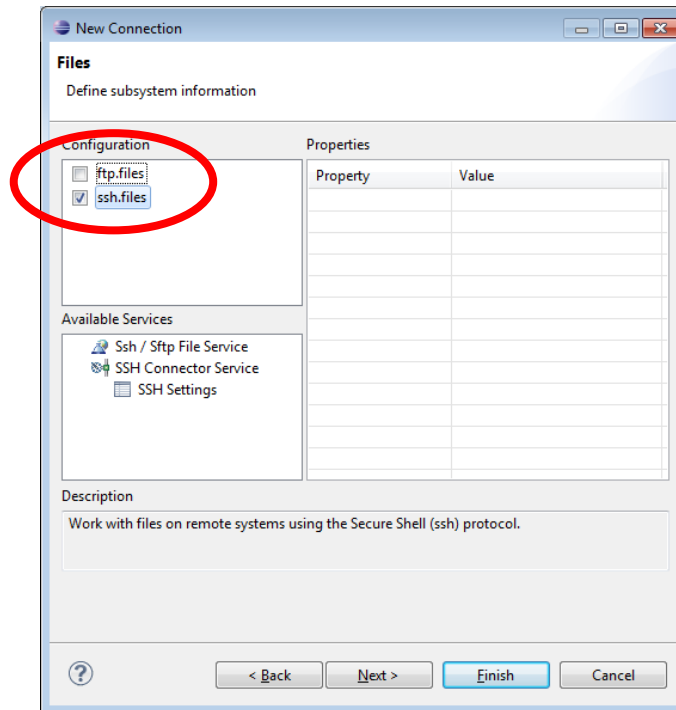 New Connection
Files
Define subsystem information
Configuration
ftp.files
ssh.files
Properties
Property Value
Available Services
Ssh / Sftp File Service
SSH Connector Service
SSH Settings
Description
Work with files on remote systems using the Secure Shell (ssh) protocol.
?
< Back Next > Finish Cancel